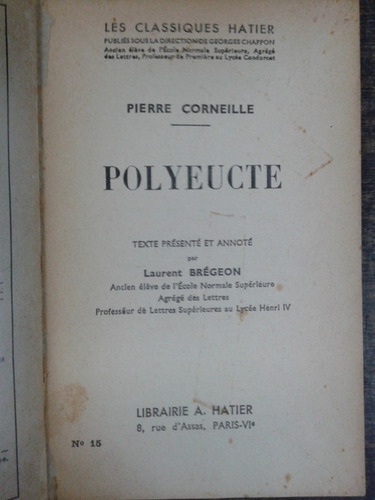 LES CLASSIQUES HATIER
PUBLIÉS SOUS LA DIRECTION DE GEORGES CHAPPON
Ancien élève de l'École Normale Supérieure, Agrégé
des Lettres, Professeur de Première au Lycée Condorcet
PIERRE CORNEILLE
POLYEUCTE
TEXTE PRÉSENTÉ ET ANNOTÉ
par
Laurent BRÉGEON
Ancien élève de l'École Normale Supérieure
Agrégé des Lettres
Professeur de Lettres Supérieures au Lycée Henri IV
LIBRAIRIE A. HATIER
8, rue d'Assas, PARIS-VIe
No 15